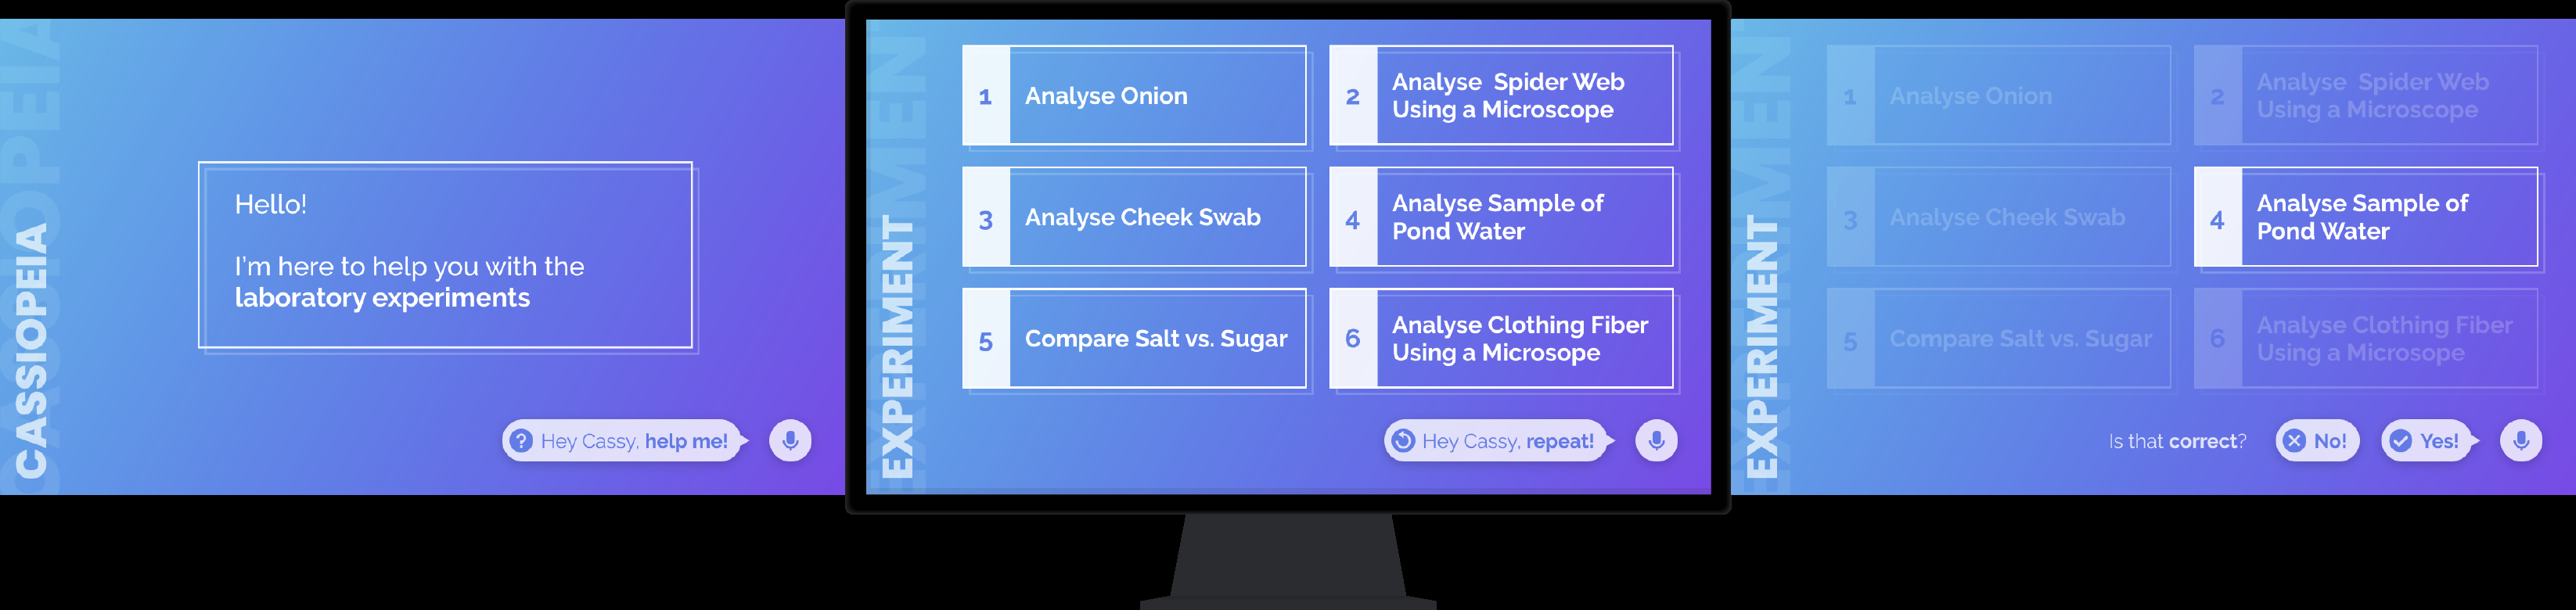 CASSIOPEIA
CASSIOPEIA
Hello!
I'm here to help you with the
laboratory experiments
? Hey Cassy, help me!
EXPERIMENT
EXPERIMENT
1 Analyse Onion
2 Analyse Spider Web
Using a Microscope
3 Analyse Cheek Swab
4 Analyse Sample of
Pond Water
5 Compare Salt vs. Sugar
6 Analyse Clothing Fiber
Using a Microsope
Hey Cassy, repeat!
EXPERIMENT
EXPERIMENT
1 Analyse Onion
2 Analyse Spider Web
Using a Microscope
3 Analyse Cheek Swab
4 Analyse Sample of
Pond Water
5 Compare Salt vs. Sugar
6 Analyse Clothing Fiber
Using a Microsope
Is that correct?
No!
Yes!